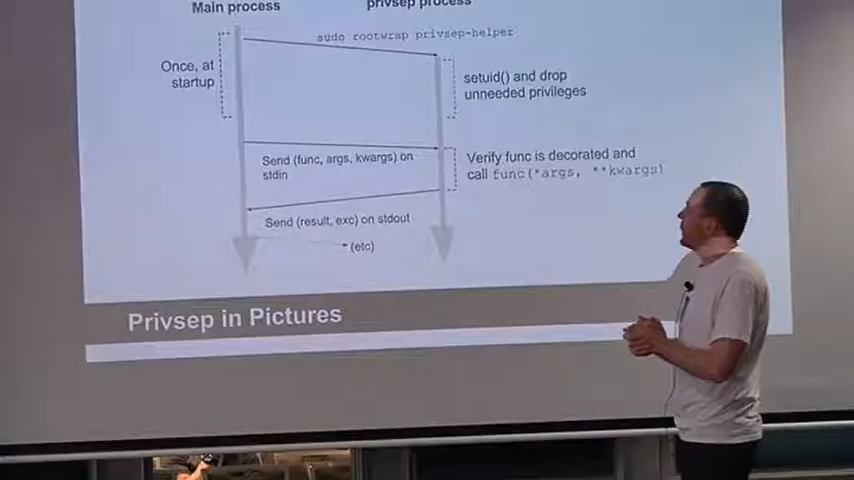 Main process
privsep process
sudo rootwrap privsep-helper
Once, at
startup
setuid() and drop
unneeded privileges
Send (func, args, kwargs) on
stdin
Verify func is decorated and
call func(*args, **kwargs)
Send (result, exc) on stdout
(etc)
Privsep in Pictures